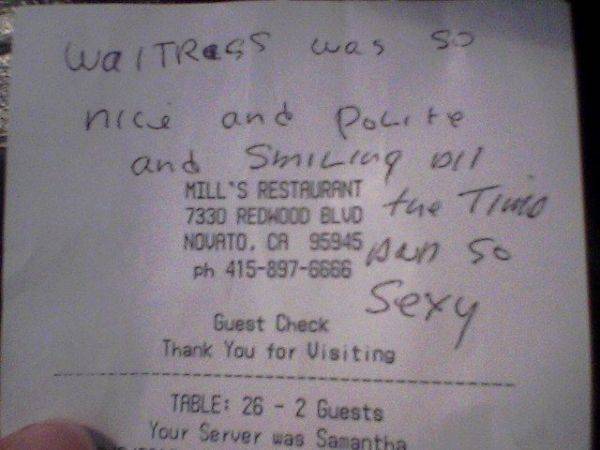 WaITRess was so
nice and PoLite
and SmiLing all
MILL'S RESTAURANT
the Time
7330 REDWOOD BLVD
NOVATO, CA 95945
And so
ph 415-897-6666
Sexy
Guest Check
Thank You for Visiting
TABLE: 26 - 2 Guests
Your Server was Samantha